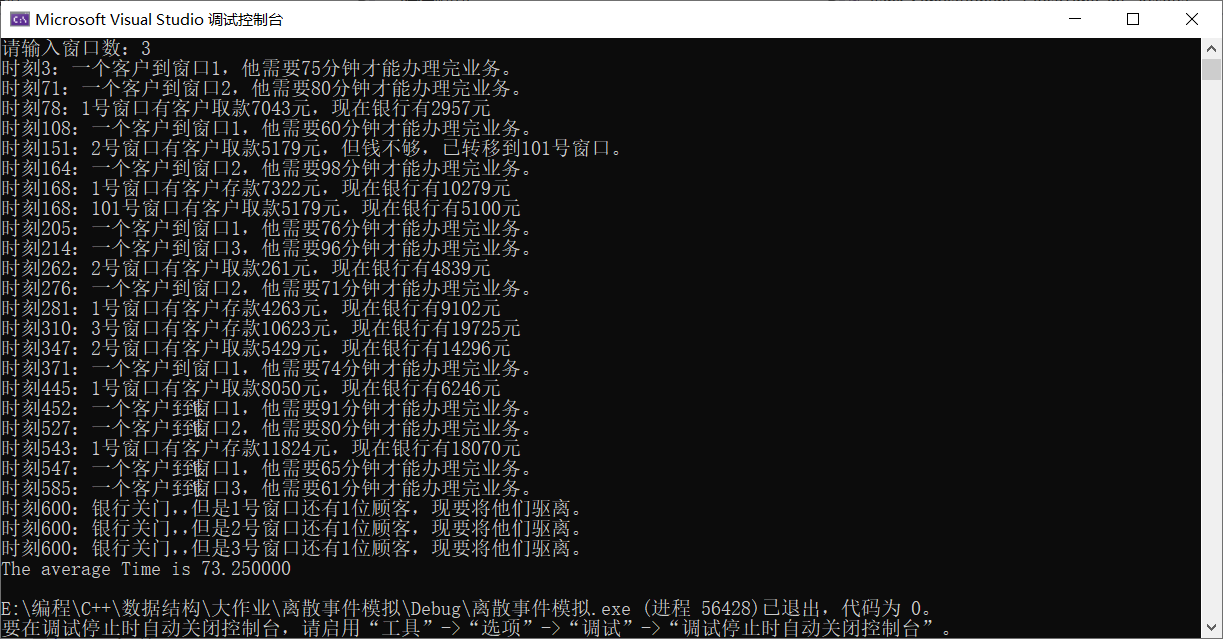 Microsoft Visual Studio 调试控制台
请输入窗口数：3
时刻3：一个客户到窗口1，他需要75分钟才能办理完业务。
时刻71：一个客户到窗口2，他需要80分钟才能办理完业务。
时刻78：1号窗口有客户取款7043元，现在银行有2957元
时刻108：一个客户到窗口1，他需要60分钟才能办理完业务。
时刻151：2号窗口有客户取款5179元，但钱不够，已转移到101号窗口。
时刻164：一个客户到窗口2，他需要98分钟才能办理完业务。
时刻168：1号窗口有客户存款7322元，现在银行有10279元
时刻168：101号窗口有客户取款5179元，现在银行有5100元
时刻205：一个客户到窗口1，他需要76分钟才能办理完业务。
时刻214：一个客户到窗口3，他需要96分钟才能办理完业务。
时刻262：2号窗口有客户取款261元，现在银行有4839元
时刻276：一个客户到窗口2，他需要71分钟才能办理完业务。
时刻281：1号窗口有客户存款4263元，现在银行有9102元
时刻310：3号窗口有客户存款10623元，现在银行有19725元
时刻347：2号窗口有客户取款5429元，现在银行有14296元
时刻371：一个客户到窗口1，他需要74分钟才能办理完业务。
时刻445：1号窗口有客户取款8050元，现在银行有6246元
时刻452：一个客户到窗口1，他需要91分钟才能办理完业务。
时刻527：一个客户到窗口2，他需要80分钟才能办理完业务。
时刻543：1号窗口有客户存款11824元，现在银行有18070元
时刻547：一个客户到窗口1，他需要65分钟才能办理完业务。
时刻585：一个客户到窗口3，他需要61分钟才能办理完业务。
时刻600：银行关门，，但是1号窗口还有1位顾客，现要将他们驱离。
时刻600：银行关门，，但是2号窗口还有1位顾客，现要将他们驱离。
时刻600：银行关门，，但是3号窗口还有1位顾客，现要将他们驱离。
The average Time is 73.250000
E:\编程\C++\数据结构\大作业\离散事件模拟\Debug\离散事件模拟.exe (进程 56428)已退出，代码为 0。
要在调试停止时自动关闭控制台，请启用“工具”->“选项”->“调试”->“调试停止时自动关闭控制台”。